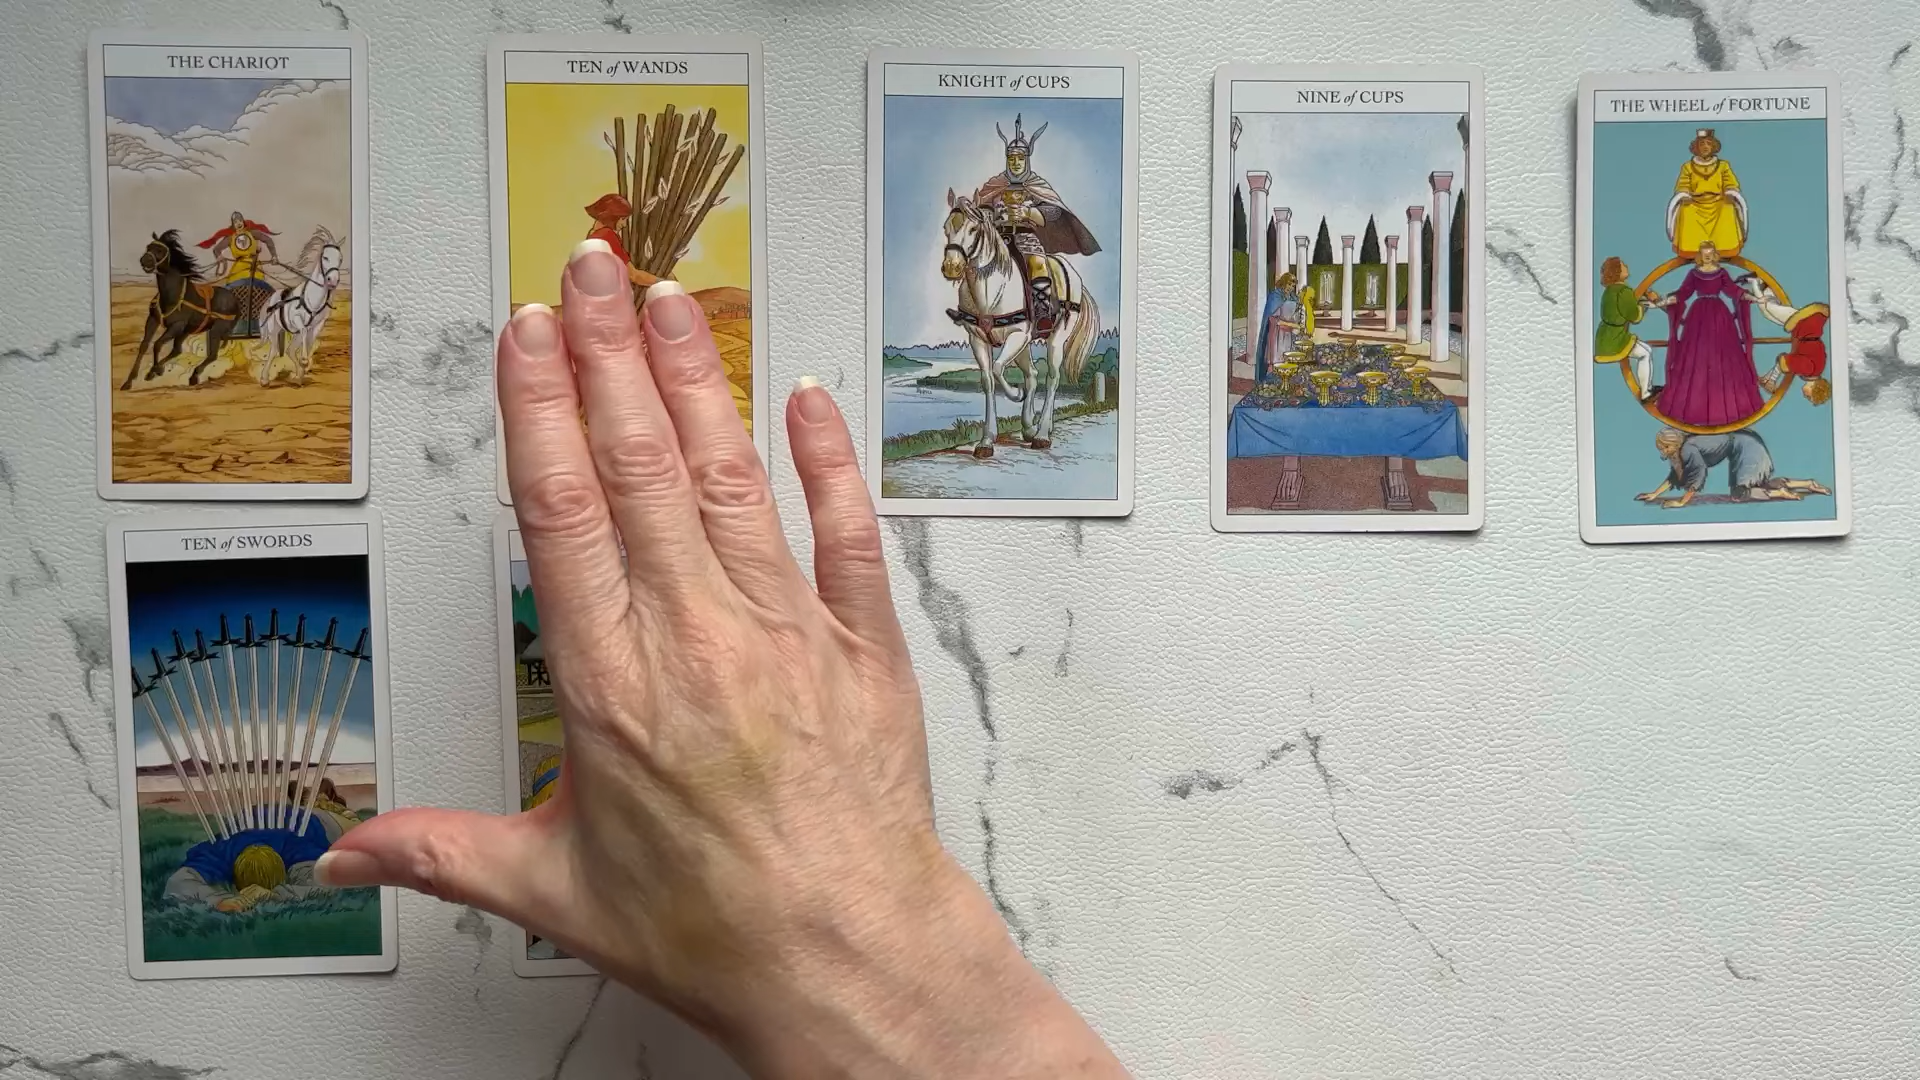 THE CHARIOT
TEN of WANDS
KNIGHT of CUPS
NINE of CUPS
THE WHEEL of FORTUNE
TEN of SWORDS